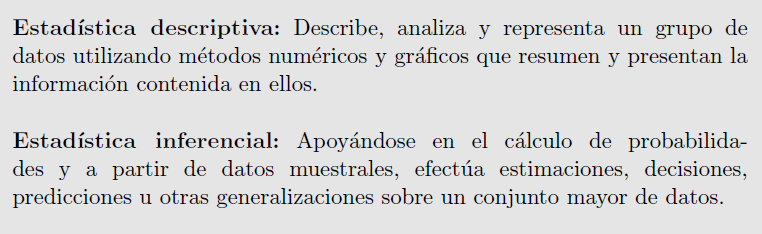 Estadística descriptiva: Describe, analiza y representa un grupo de
datos utilizando métodos numéricos y gráficos que resumen y presentan la
información contenida en ellos.
Estadística inferencial: Apoyándose en el cálculo de probabilida-
des y a partir de datos muestrales, efectúa estimaciones, decisiones,
predicciones u otras generalizaciones sobre un conjunto mayor de datos.